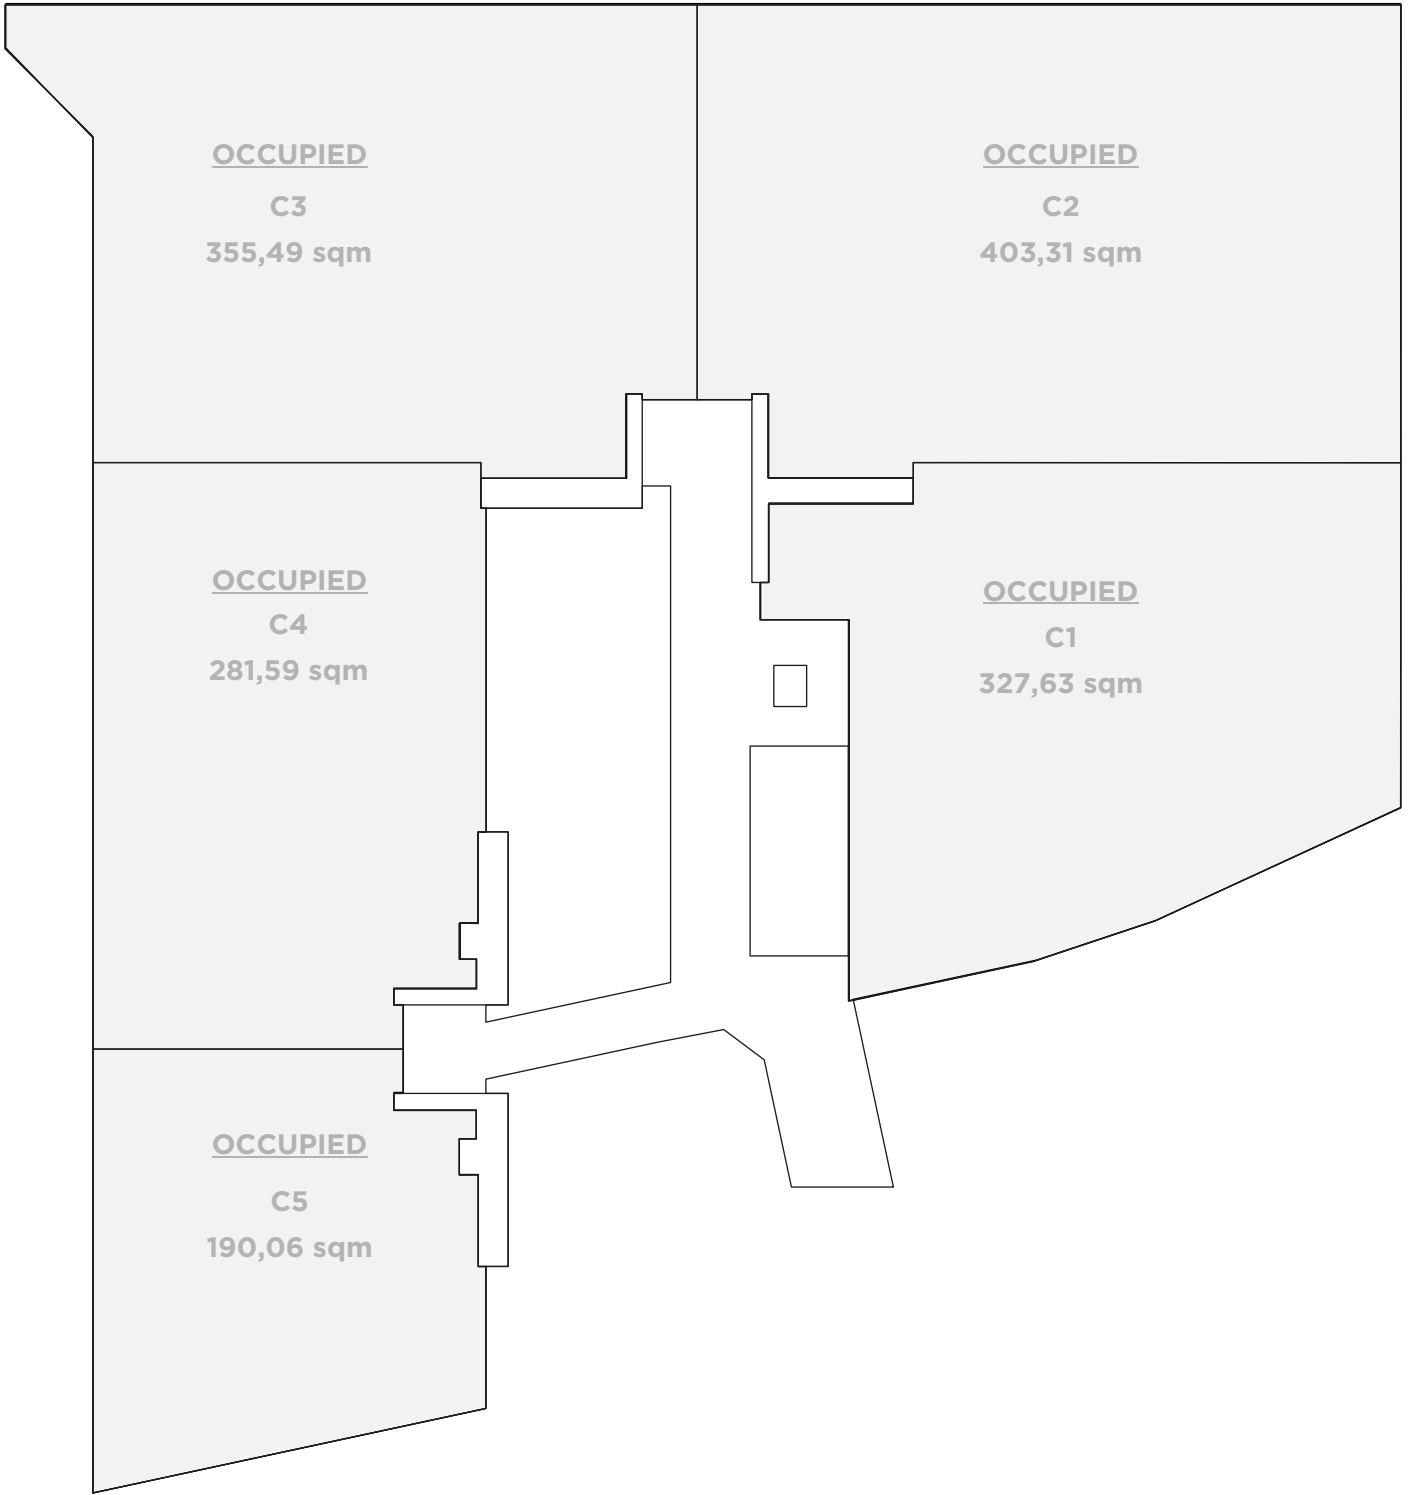 OCCUPIED
C3
355,49 sqm
OCCUPIED
C2
403,31 sqm
OCCUPIED
C4
281,59 sqm
OCCUPIED
C1
327,63 sqm
OCCUPIED
C5
190,06 sqm